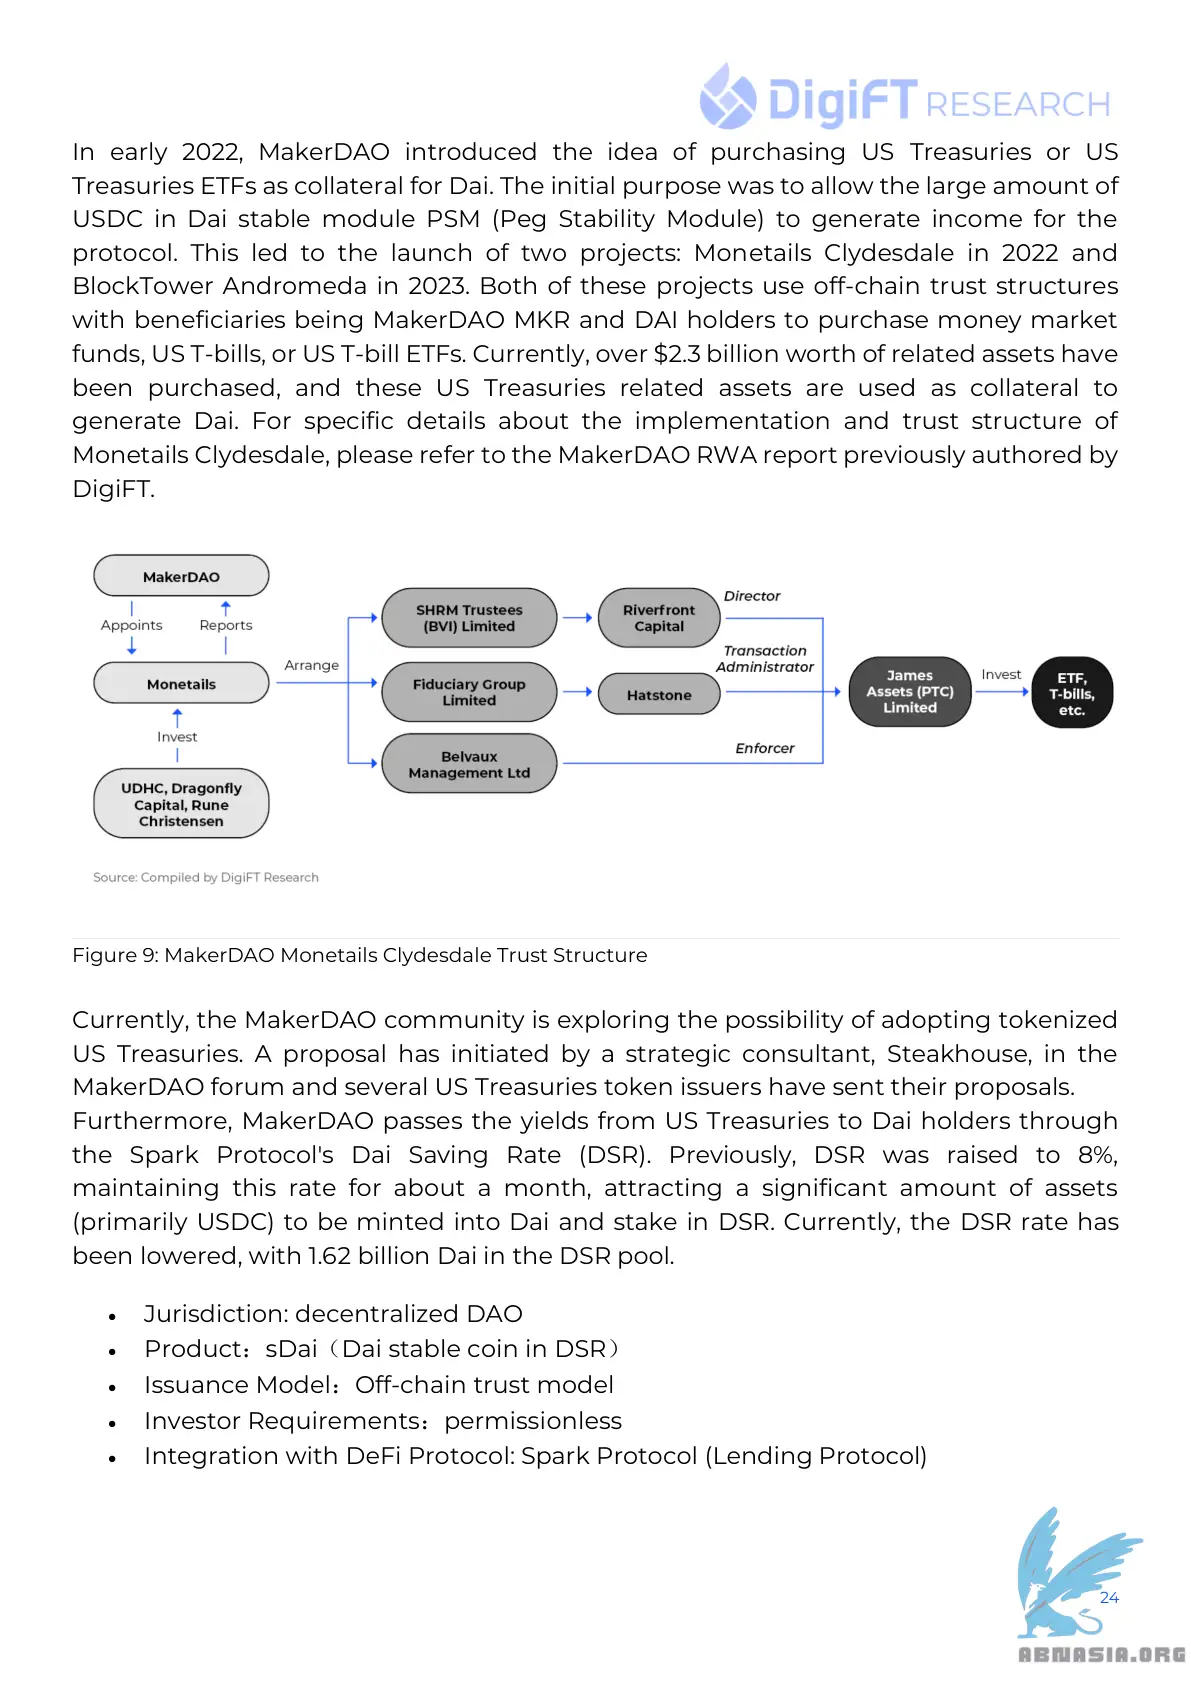 DigiFT RESEARCH
In early 2022, MakerDAO introduced the idea of purchasing US Treasuries or US
Treasuries ETFs as collateral for Dai. The initial purpose was to allow the large amount of
USDC in Dai stable module PSM (Peg Stability Module) to generate income for the
protocol. This led to the launch of two projects: Monetails Clydesdale in 2022 and
BlockTower Andromeda in 2023. Both of these projects use off-chain trust structures
with beneficiaries being MakerDAO MKR and DAI holders to purchase money market
funds, US T-bills, or US T-bill ETFs. Currently, over $2.3 billion worth of related assets have
been purchased, and these US Treasuries related assets are used as collateral to
generate Dai. For specific details about the implementation and trust structure of
Monetails Clydesdale, please refer to the MakerDAO RWA report previously authored by
DigiFT.
MakerDAO
Appoints Reports
Monetails
Invest
UDHC, Dragonfly
Capital, Rune
Christensen
Arrange
SHRM Trustees
(BVI) Limited
Fiduciary Group
Limited
Belvaux
Management Ltd
Riverfront
Capital
Hatstone
Director
Transaction
Administrator
Enforcer
James
Assets (PTC)
Limited
Invest
ETF,
T-bills,
etc.
Source: Compiled by DigiFT Research
Figure 9: MakerDAO Monetails Clydesdale Trust Structure
Currently, the MakerDAO community is exploring the possibility of adopting tokenized
US Treasuries. A proposal has initiated by a strategic consultant, Steakhouse, in the
MakerDAO forum and several US Treasuries token issuers have sent their proposals.
Furthermore, MakerDAO passes the yields from US Treasuries to Dai holders through
the Spark Protocol's Dai Saving Rate (DSR). Previously, DSR was raised to 8%,
maintaining this rate for about a month, attracting a significant amount of assets
(primarily USDC) to be minted into Dai and stake in DSR. Currently, the DSR rate has
been lowered, with 1.62 billion Dai in the DSR pool.
• Jurisdiction: decentralized DAO
• Product：sDai（Dai stable coin in DSR）
• Issuance Model：Off-chain trust model
• Investor Requirements：permissionless
• Integration with DeFi Protocol: Spark Protocol (Lending Protocol)
24
ABNASIA.ORG